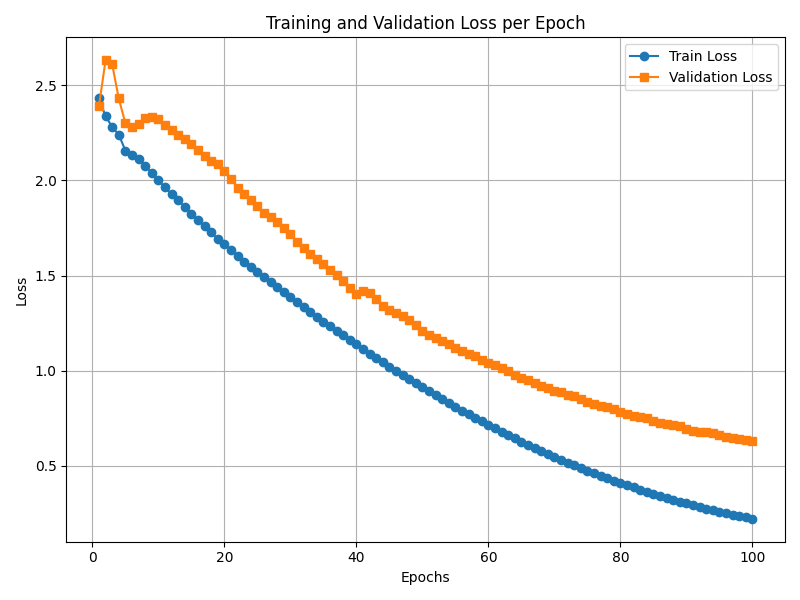 Training and Validation Loss per Epoch
Train Loss
Validation Loss
2.5
2.0
1.5
1.0
0.5
Loss
0 20 40 60 80 100
Epochs